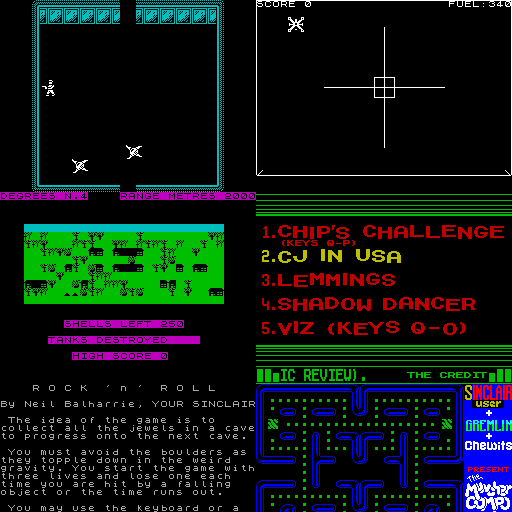 SCORE 0 FUEL:340
DEGREES N.4 RANGE METRES 2000
1.CHIP'S CHALLENGE
(KEYS Q-P)
2.CJ IN USA
3.LEMMINGS
4.SHADOW DANCER
5.VIZ (KEYS Q-O)
SHELLS LEFT 250
TANKS DESTROYED
HIGH SCORE 0
IC REVIEW). THE CREDIT
ROCK 'n' ROLL
By Neil Balharrie, YOUR SINCLAIR
The idea of the game is to
collect all the jewels in a cave
to progress onto the next cave.
You must avoid the boulders as
they topple down in the weird
gravity. You start the game with
three lives and lose one each
time you are hit by a falling
object or the time runs out.
You may use the keyboard or a
SINCLAIR
user
+
GREMLIN
+
Chewits
PRESENT
The
Muncher